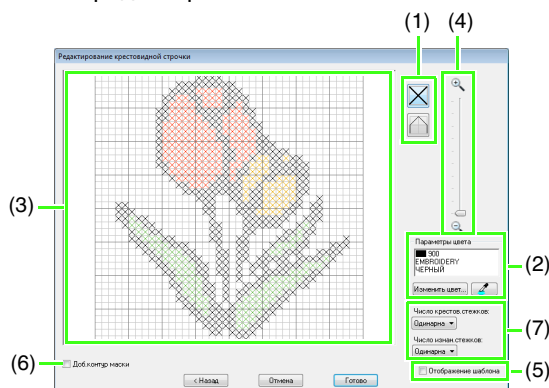 (1)
(4)
Редактирование крестовидной строчки
(3)
Параметры цвета
900
EMBROIDERY
ЧЕРНЫЙ
(2)
Изменить цвет...
Число крестов.стежков:
Одинарна
(7)
Число изнан.стежков:
Одинарна
(6)
Доб.контур маски
Отображение шаблона
(5)
< Назад
Отмена
Готово